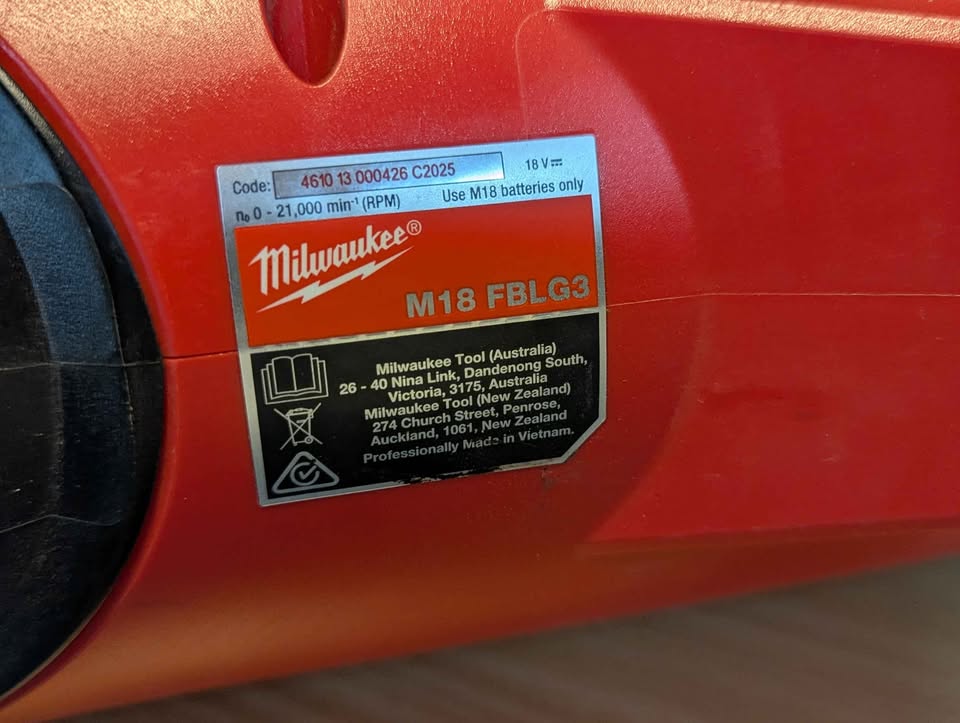 Code: 4610 13 000426 C2025 18 V⎓
n₀ 0 - 21,000 min⁻¹ (RPM) Use M18 batteries only
Milwaukee®
M18 FBLG3
Milwaukee Tool (Australia)
26 - 40 Nina Link, Dandenong South,
Victoria, 3175, Australia
Milwaukee Tool (New Zealand)
274 Church Street, Penrose,
Auckland, 1061, New Zealand
Professionally Made in Vietnam.